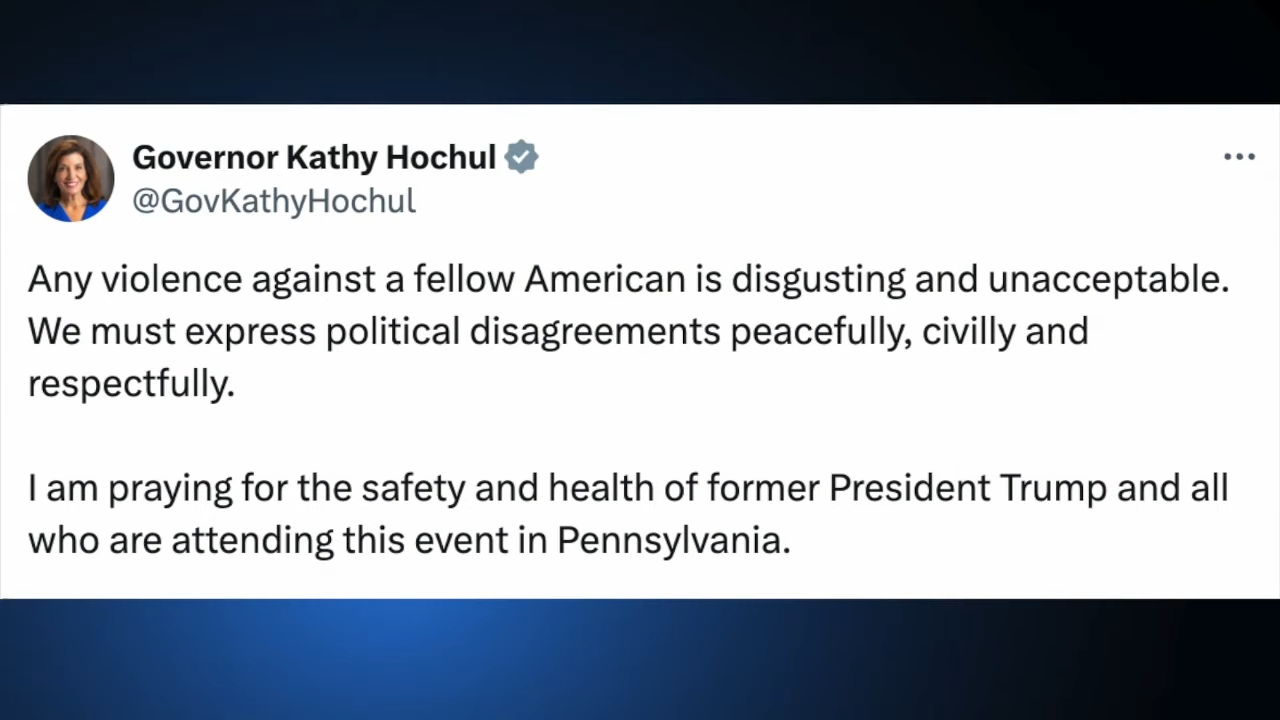 Governor Kathy Hochul
@GovKathyHochul
Any violence against a fellow American is disgusting and unacceptable.
We must express political disagreements peacefully, civilly and
respectfully.
I am praying for the safety and health of former President Trump and all
who are attending this event in Pennsylvania.